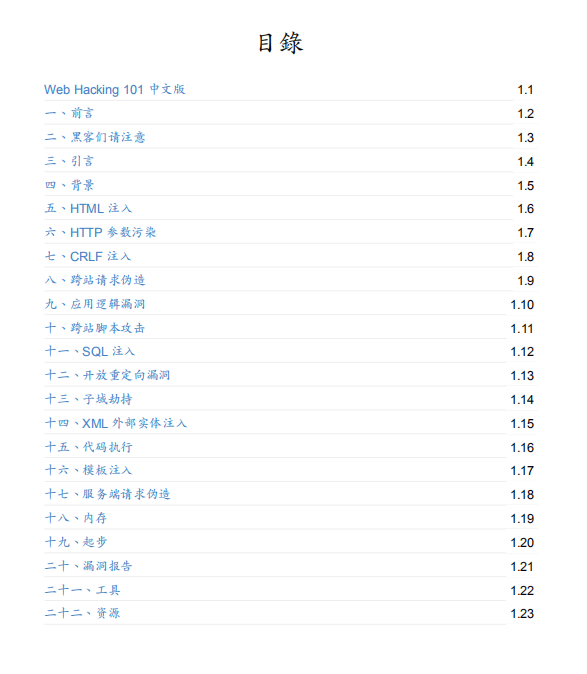 目錄
Web Hacking 101 中文版 1.1
一、前言 1.2
二、黑客们请注意 1.3
三、引言 1.4
四、背景 1.5
五、HTML 注入 1.6
六、HTTP 参数污染 1.7
七、CRLF 注入 1.8
八、跨站请求伪造 1.9
九、应用逻辑漏洞 1.10
十、跨站脚本攻击 1.11
十一、SQL 注入 1.12
十二、开放重定向漏洞 1.13
十三、子域劫持 1.14
十四、XML 外部实体注入 1.15
十五、代码执行 1.16
十六、模板注入 1.17
十七、服务端请求伪造 1.18
十八、内存 1.19
十九、起步 1.20
二十、漏洞报告 1.21
二十一、工具 1.22
二十二、资源 1.23